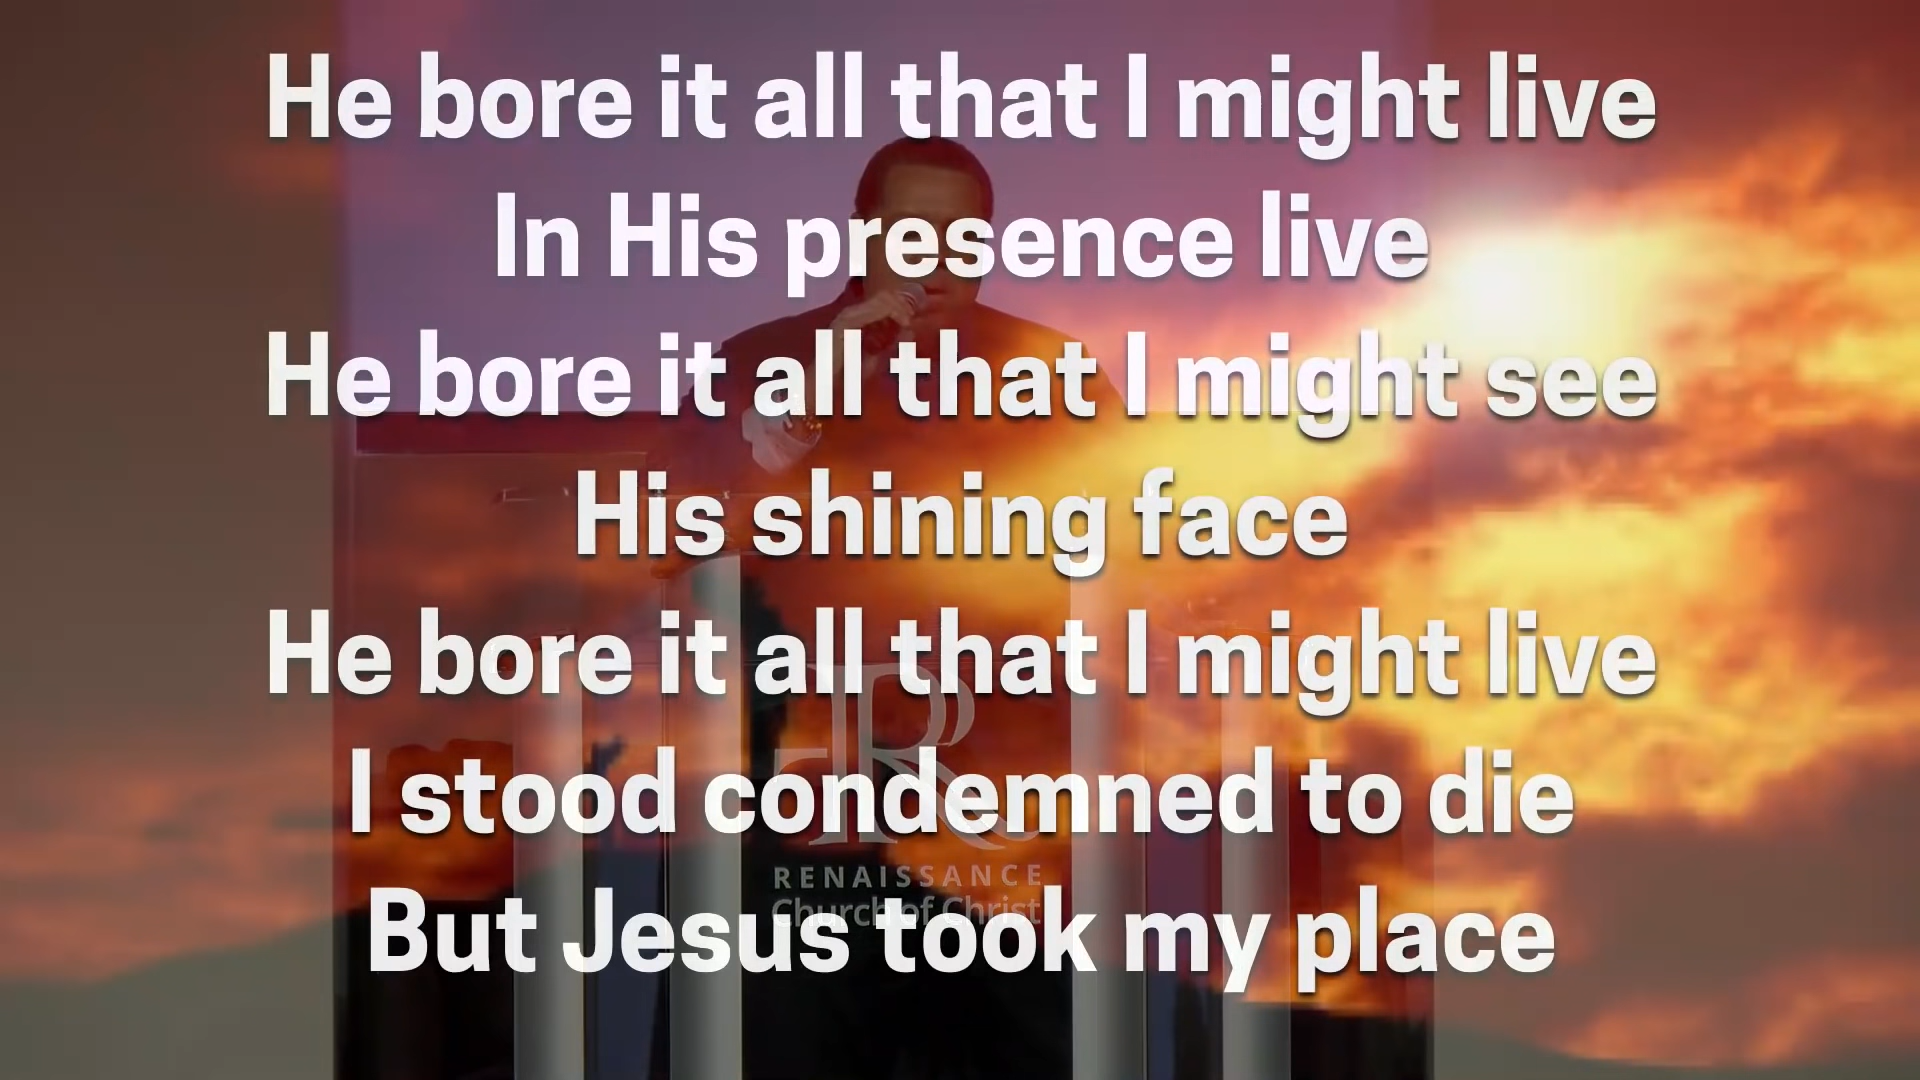 He bore it all that I might live
In His presence live
He bore it all that I might see
His shining face
He bore it all that I might live
I stood condemned to die
But Jesus took my place
R
RENAISSANCE
Church of Christ